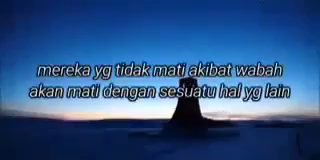 mereka yg tidak mati akibat wabah
akan mati dengan sesuatu hal yg lain